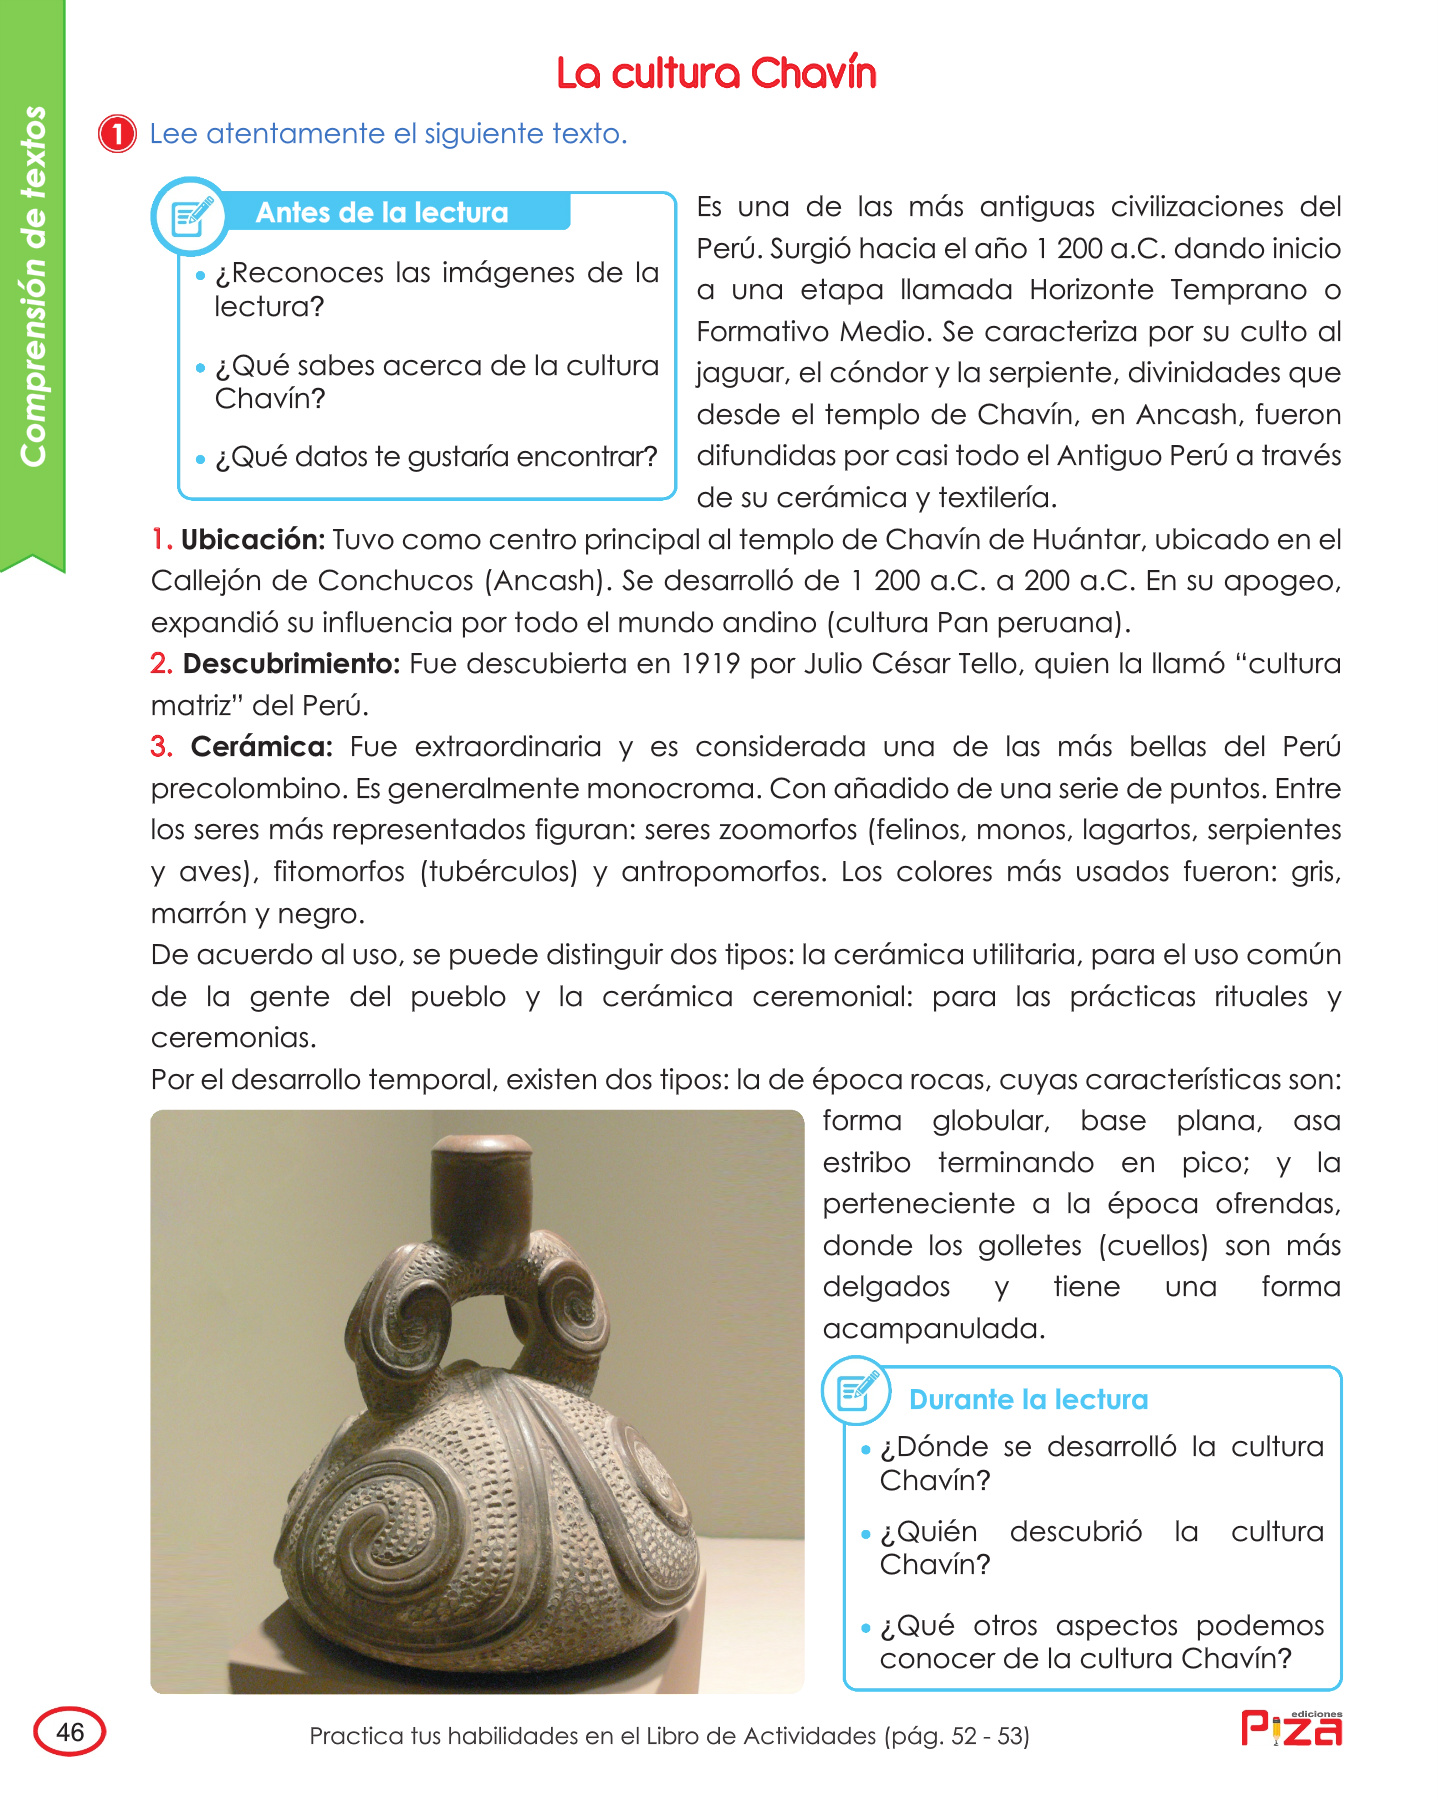 La cultura Chavín
Comprensión de textos
1 Lee atentamente el siguiente texto.
Antes de la lectura
• ¿Reconoces las imágenes de la
lectura?
• ¿Qué sabes acerca de la cultura
Chavín?
• ¿Qué datos te gustaría encontrar?
Es una de las más antiguas civilizaciones del
Perú. Surgió hacia el año 1 200 a.C. dando inicio
a una etapa llamada Horizonte Temprano o
Formativo Medio. Se caracteriza por su culto al
jaguar, el cóndor y la serpiente, divinidades que
desde el templo de Chavín, en Ancash, fueron
difundidas por casi todo el Antiguo Perú a través
de su cerámica y textilería.
1. Ubicación: Tuvo como centro principal al templo de Chavín de Huántar, ubicado en el
Callejón de Conchucos (Ancash). Se desarrolló de 1 200 a.C. a 200 a.C. En su apogeo,
expandió su influencia por todo el mundo andino (cultura Pan peruana).
2. Descubrimiento: Fue descubierta en 1919 por Julio César Tello, quien la llamó “cultura
matriz” del Perú.
3. Cerámica: Fue extraordinaria y es considerada una de las más bellas del Perú
precolombino. Es generalmente monocroma. Con añadido de una serie de puntos. Entre
los seres más representados figuran: seres zoomorfos (felinos, monos, lagartos, serpientes
y aves), fitomorfos (tubérculos) y antropomorfos. Los colores más usados fueron: gris,
marrón y negro.
De acuerdo al uso, se puede distinguir dos tipos: la cerámica utilitaria, para el uso común
de la gente del pueblo y la cerámica ceremonial: para las prácticas rituales y
ceremonias.
Por el desarrollo temporal, existen dos tipos: la de época rocas, cuyas características son:
forma globular, base plana, asa
estribo terminando en pico; y la
perteneciente a la época ofrendas,
donde los golletes (cuellos) son más
delgados y tiene una forma
acampanulada.
Durante la lectura
• ¿Dónde se desarrolló la cultura
Chavín?
• ¿Quién descubrió la cultura
Chavín?
• ¿Qué otros aspectos podemos
conocer de la cultura Chavín?
46
Practica tus habilidades en el Libro de Actividades (pág. 52 - 53)
ediciones
Piza